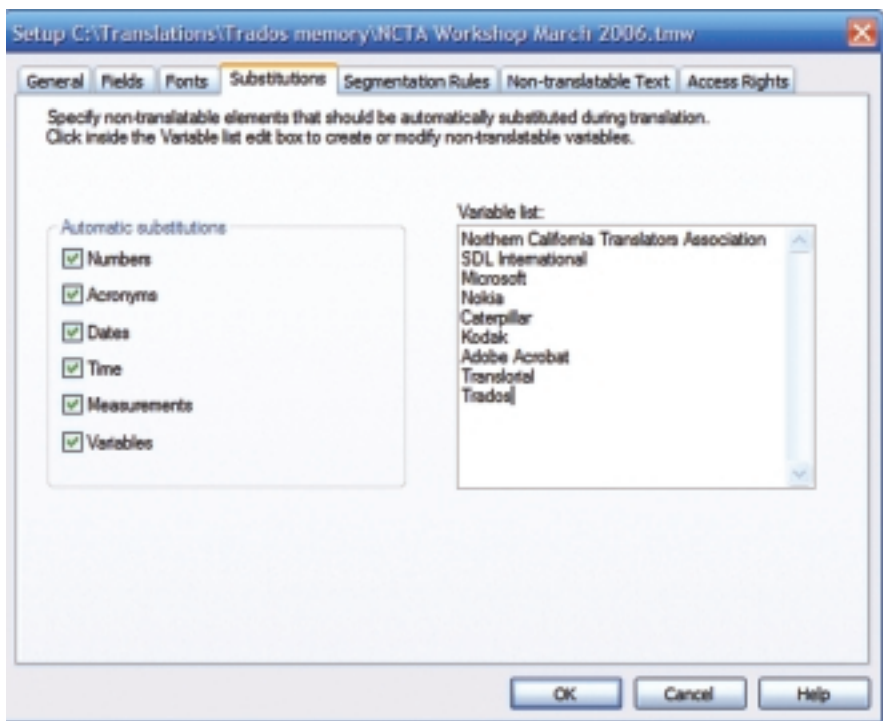 Setup C:\Translations\Trados memory\NCTA Workshop March 2006.tmw
General Fields Fonts Substitutions Segmentation Rules Non-translatable Text Access Rights
Specify non-translatable elements that should be automatically substituted during translation.
Click inside the Variable list edit box to create or modify non-translatable variables.
Automatic substitutions
Numbers
Acronyms
Dates
Time
Measurements
Variables
Variable list:
Northern California Translators Association
SDL International
Microsoft
Nokia
Caterpillar
Kodak
Adobe Acrobat
Translorial
Trados
OK Cancel Help